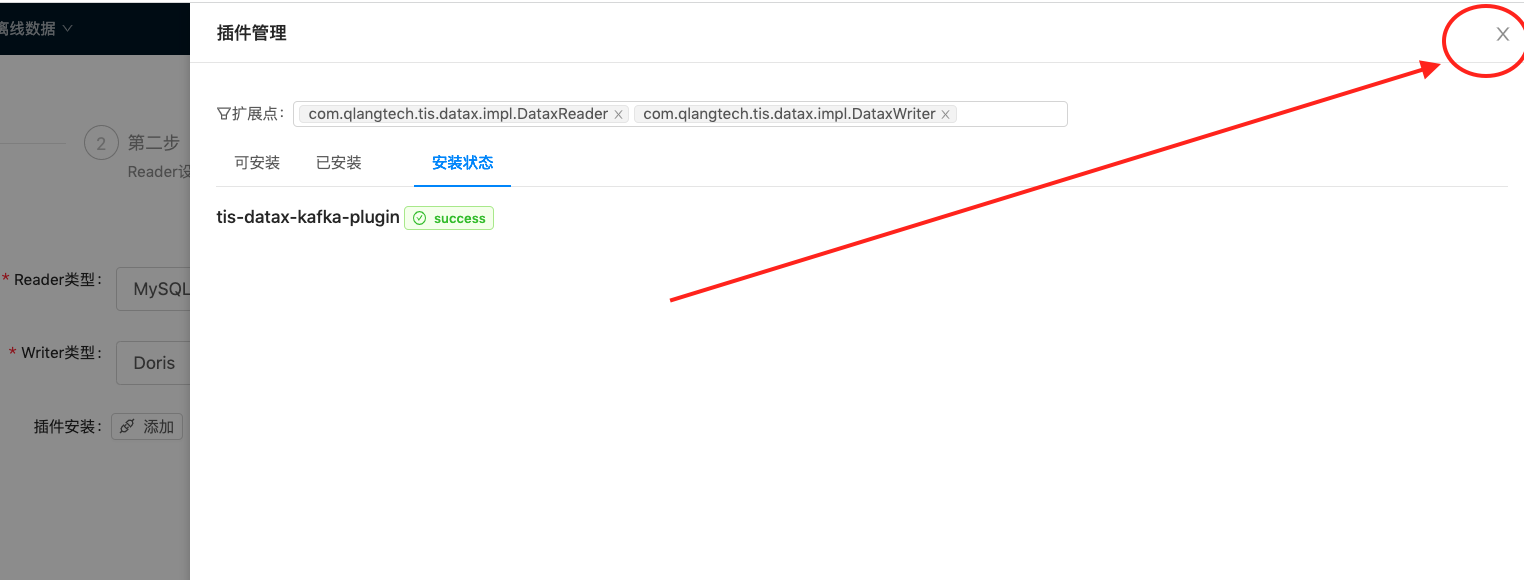 离线数据
插件管理
扩展点：
com.qlangtech.tis.datax.impl.DataxReader
com.qlangtech.tis.datax.impl.DataxWriter
可安装
已安装
安装状态
tis-datax-kafka-plugin
success
2
第二步
Reader设
* Reader类型：
MySQL
* Writer类型：
Doris
插件安装：
添加